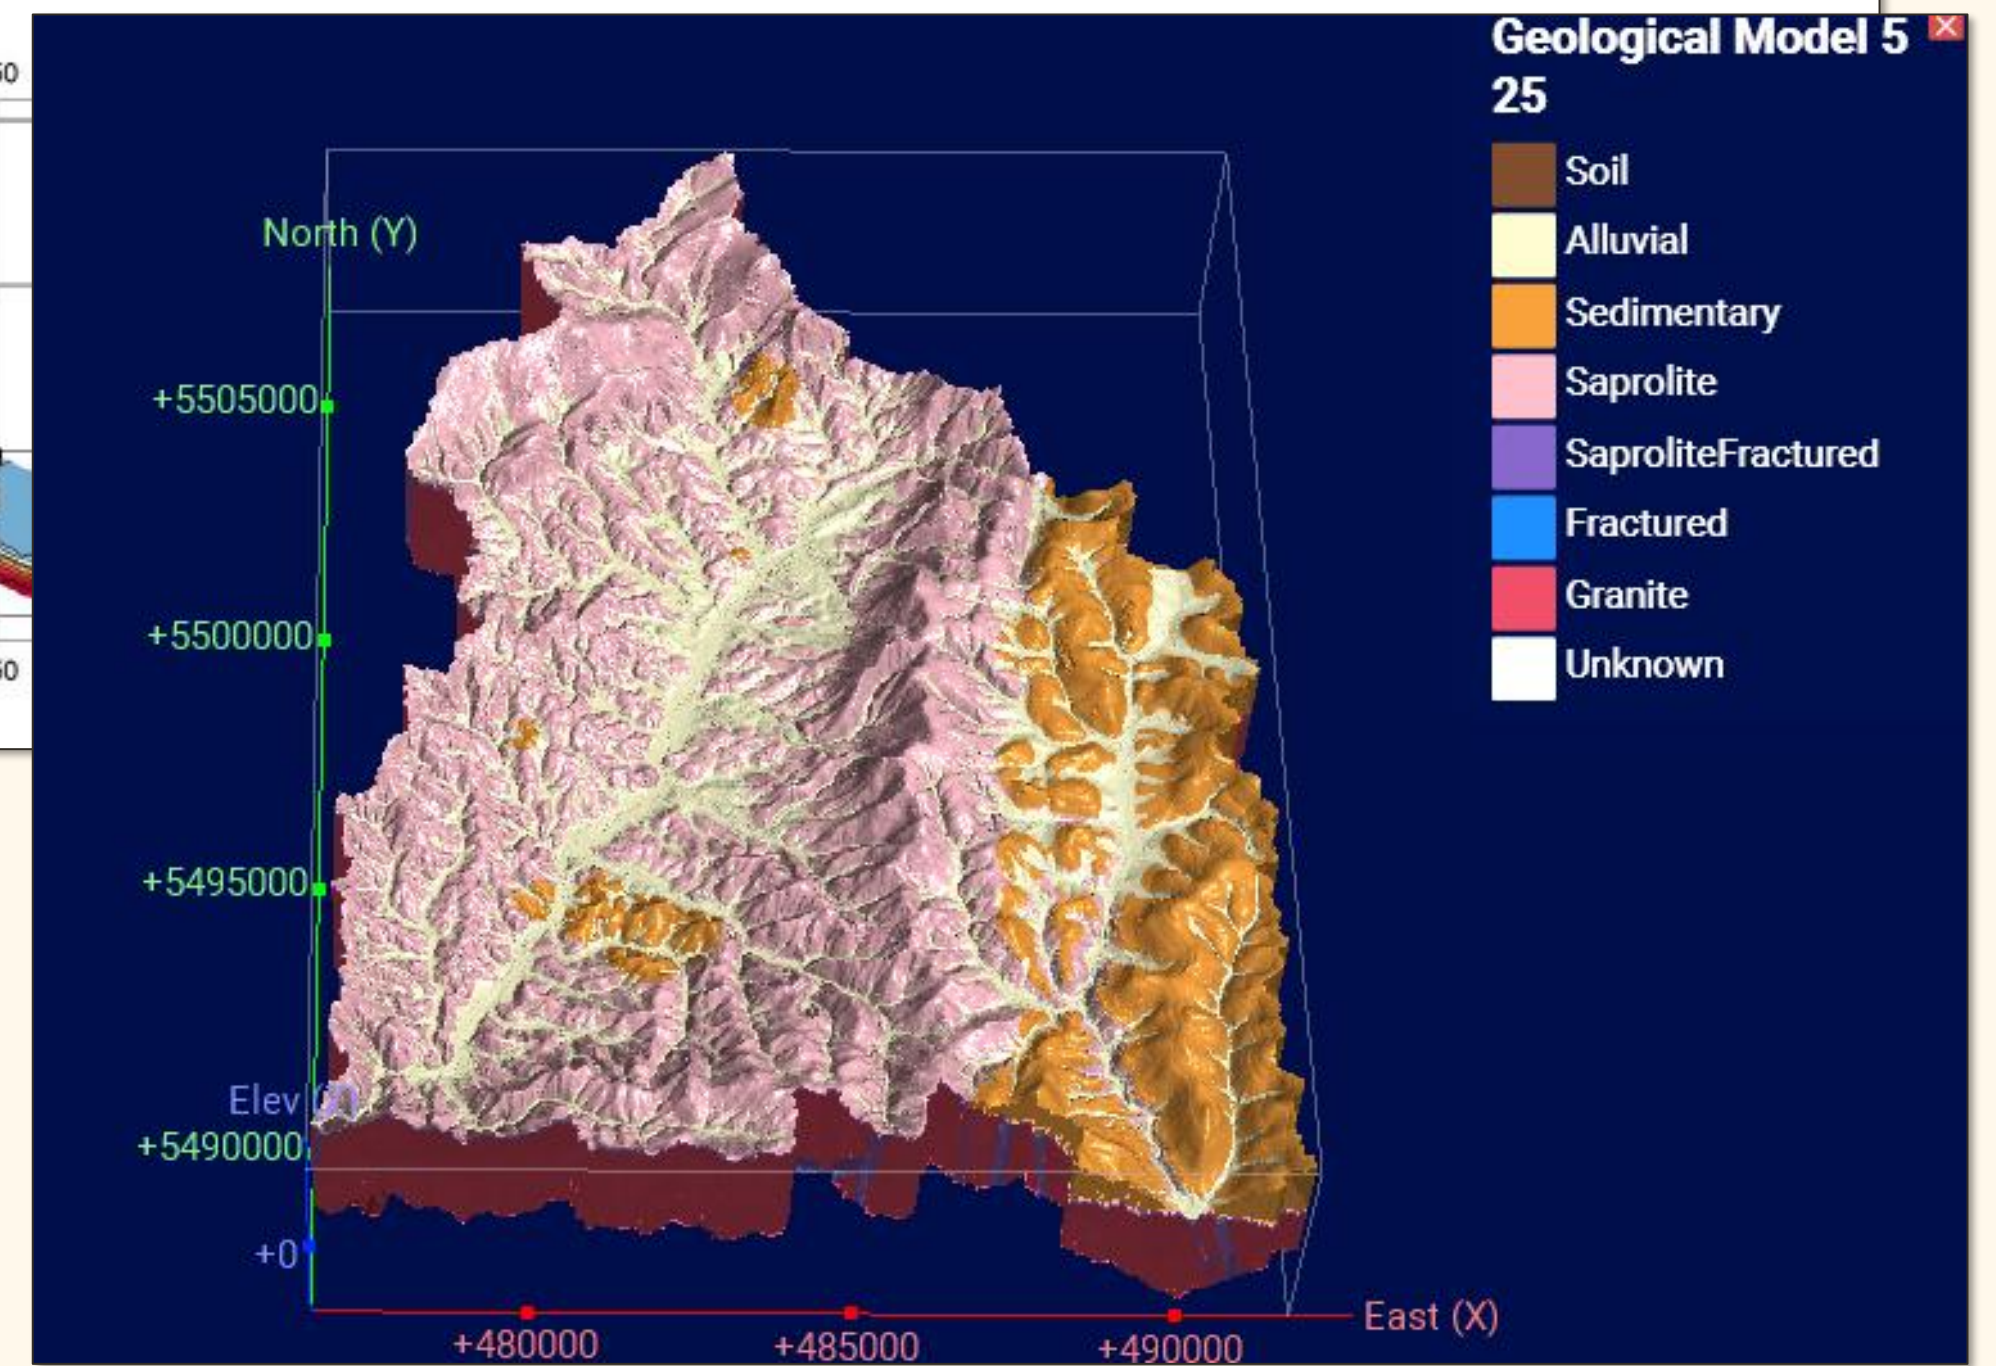 Geological Model 5
25
Soil
Alluvial
Sedimentary
Saprolite
SaproliteFractured
Fractured
Granite
Unknown
North (Y)
+5505000
+5500000
+5495000
Elev
+5490000
+0
East (X)
+480000
+485000
+490000